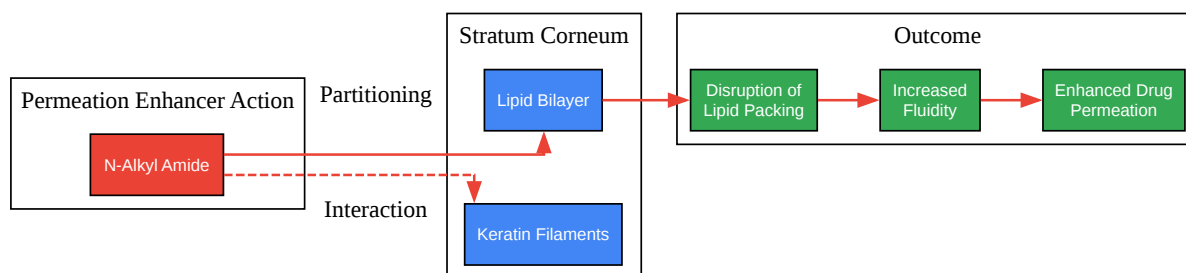 Permeation Enhancer Action
N-Alkyl Amide
Partitioning
Interaction
Stratum Corneum
Lipid Bilayer
Keratin Filaments
Outcome
Disruption of
Lipid Packing
Increased
Fluidity
Enhanced Drug
Permeation